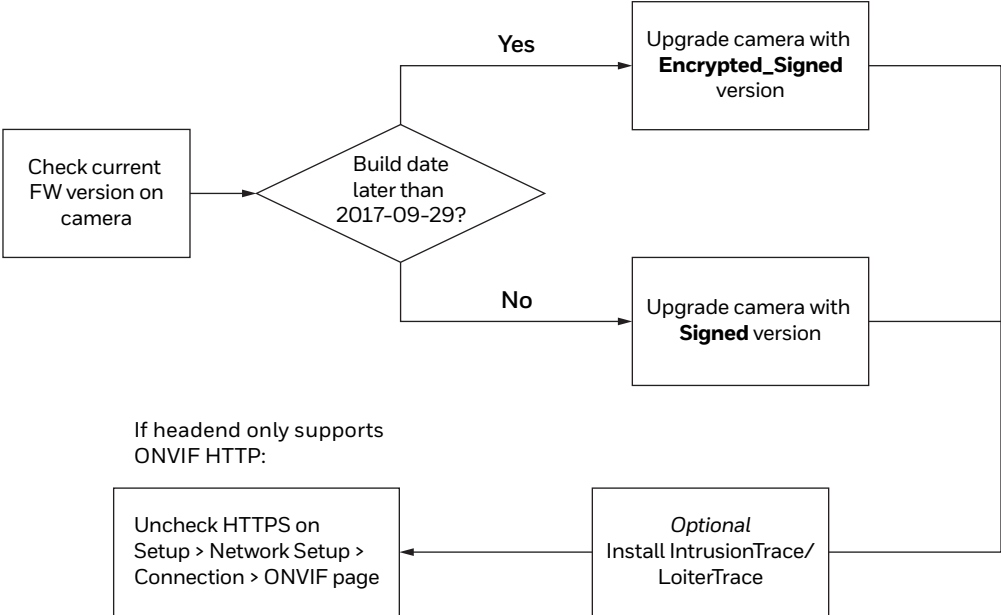 Check current
FW version on
camera
Build date
later than
2017-09-29?
Yes
Upgrade camera with
Encrypted_Signed
version
No
Upgrade camera with
Signed version
Optional
Install IntrusionTrace/
LoiterTrace
If headend only supports
ONVIF HTTP:
Uncheck HTTPS on
Setup > Network Setup >
Connection > ONVIF page